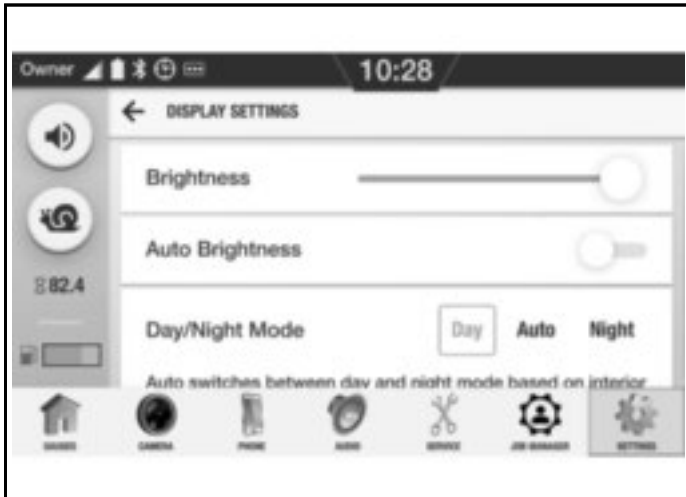 Owner 10:28
DISPLAY SETTINGS
Brightness
Auto Brightness
82.4
Day/Night Mode Day Auto Night
Auto switches between day and night mode based on interior
GAUGES CAMERA PHONE AUDIO SERVICE JOB MANAGER SETTINGS